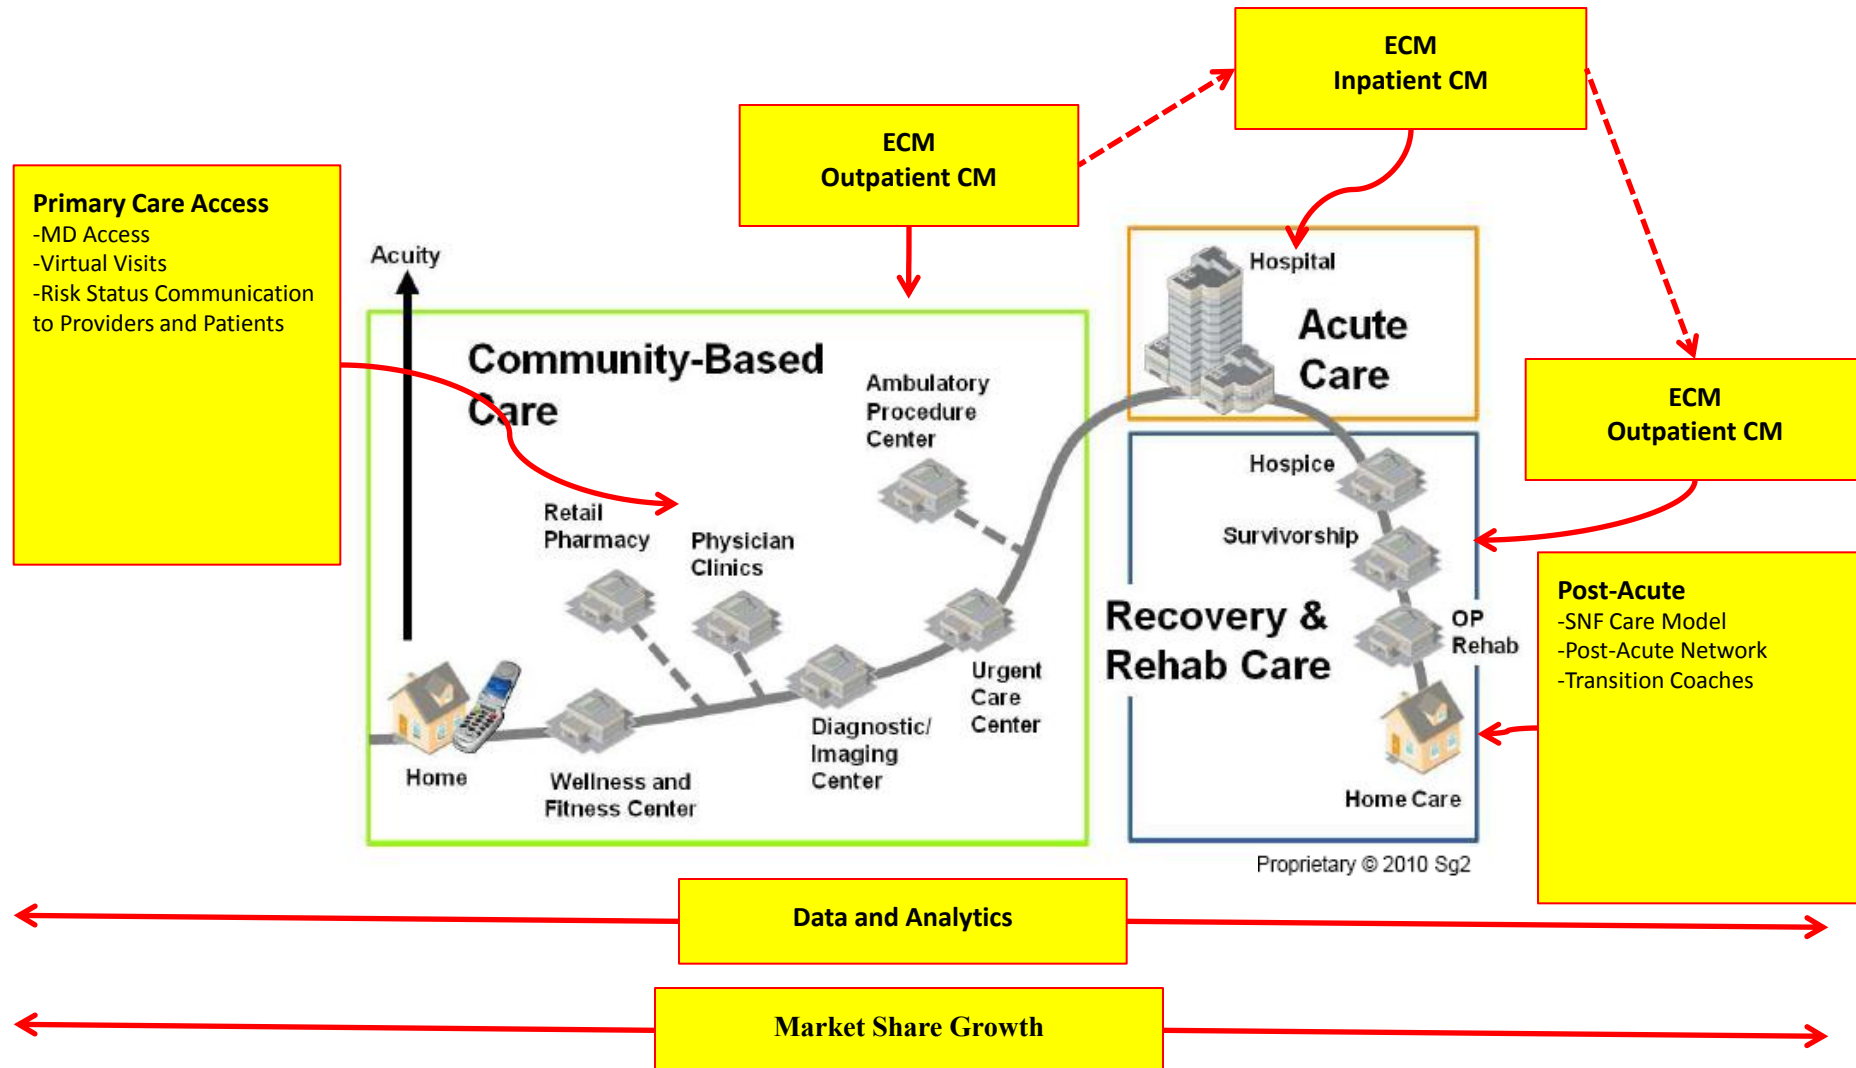 ECM
Inpatient CM
ECM
Outpatient CM
Primary Care Access
-MD Access
-Virtual Visits
-Risk Status Communication
to Providers and Patients
Acuity
Community-Based
Care
Retail
Pharmacy
Physician
Clinics
Ambulatory
Procedure
Center
Home
Wellness and
Fitness Center
Diagnostic/
Imaging
Center
Urgent
Care
Center
Hospital
Acute
Care
ECM
Outpatient CM
Hospice
Survivorship
Recovery &
Rehab Care
OP
Rehab
Home Care
Post-Acute
-SNF Care Model
-Post-Acute Network
-Transition Coaches
Proprietary © 2010 Sg2
Data and Analytics
Market Share Growth